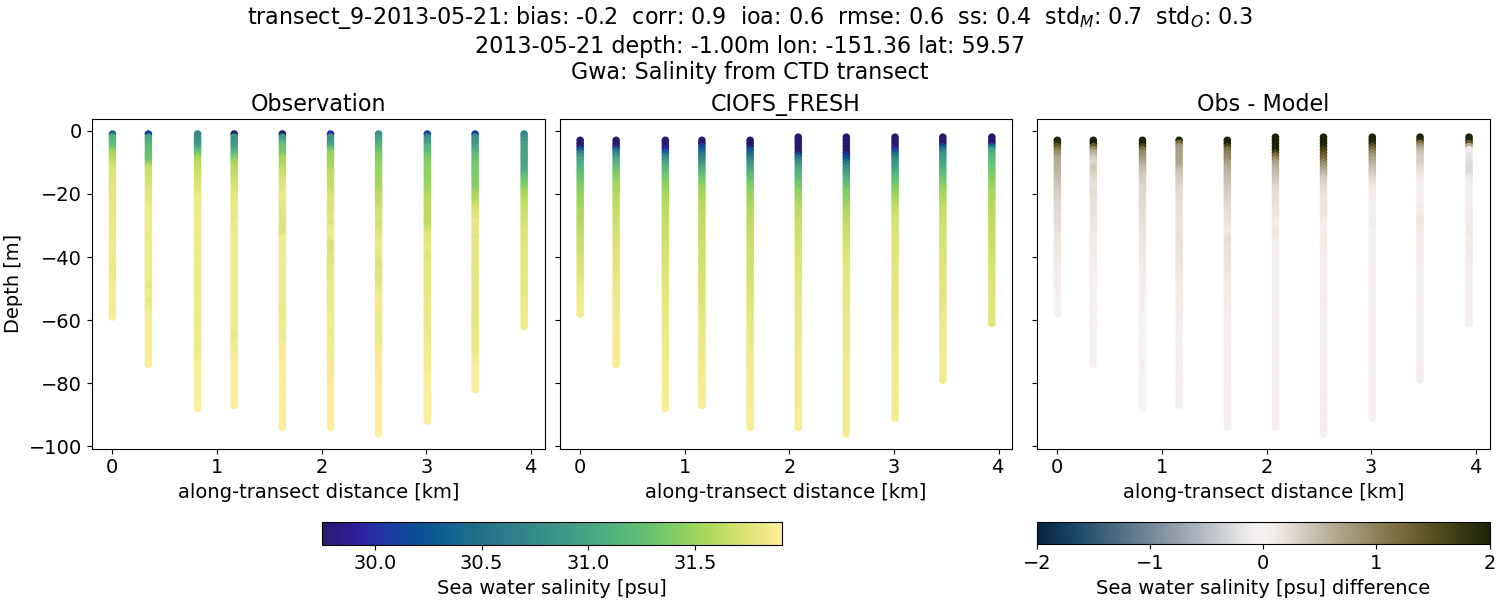 transect_9-2013-05-21: bias: -0.2 corr: 0.9 ioa: 0.6 rmse: 0.6 ss: 0.4 std_M: 0.7 std_O: 0.3
2013-05-21 depth: -1.00m lon: -151.36 lat: 59.57
Gwa: Salinity from CTD transect
Observation CIOFS_FRESH Obs - Model
Depth [m]
0
−20
−40
−60
−80
−100
0 1 2 3 4 0 1 2 3 4 0 1 2 3 4
along-transect distance [km] along-transect distance [km] along-transect distance [km]
30.0 30.5 31.0 31.5 −2 −1 0 1 2
Sea water salinity [psu] Sea water salinity [psu] difference